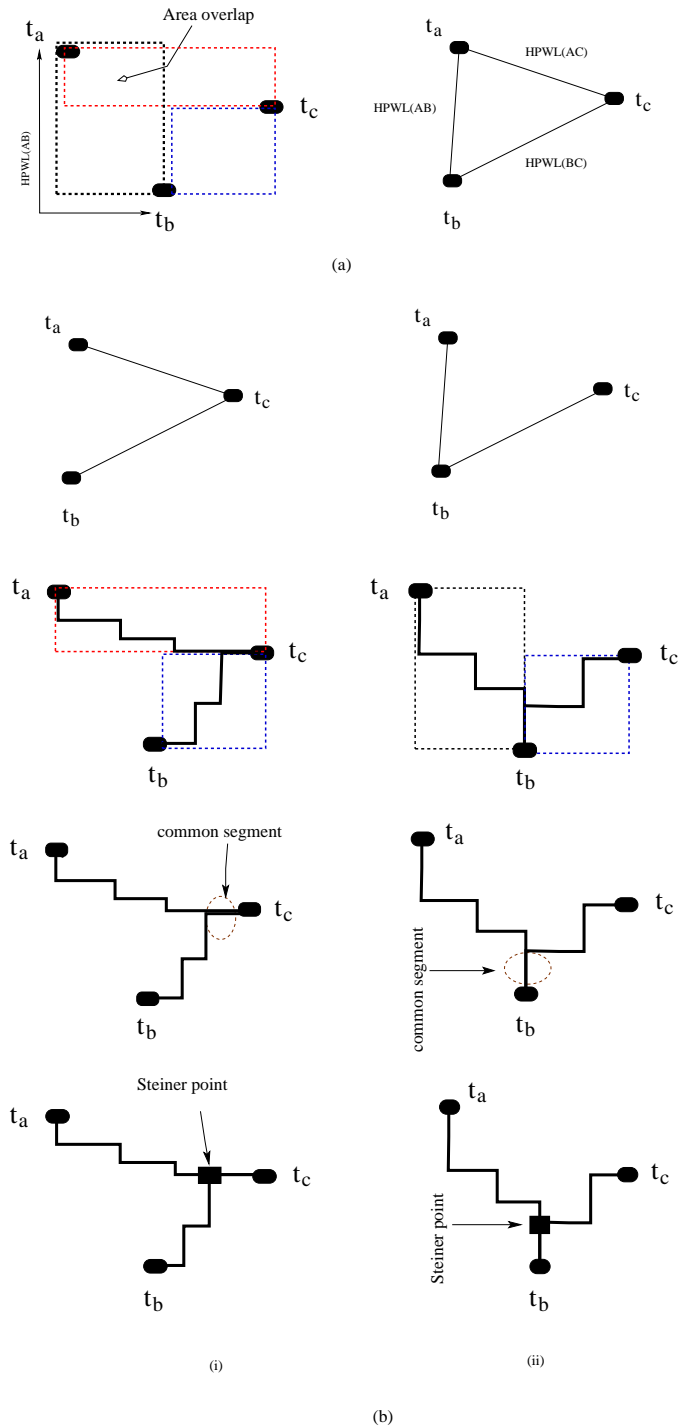 Area overlap
t_a
t_c
t_b
HPWL(AB)
t_a
HPWL(AC)
t_c
HPWL(AB)
HPWL(BC)
t_b
(a)
t_a
t_c
t_b
t_a
t_c
t_b
t_a
t_c
t_b
t_a
t_c
t_b
common segment
t_a
t_c
t_b
t_a
t_c
common segment
t_b
Steiner point
t_a
t_c
t_b
t_a
t_c
Steiner point
t_b
(i)
(ii)
(b)